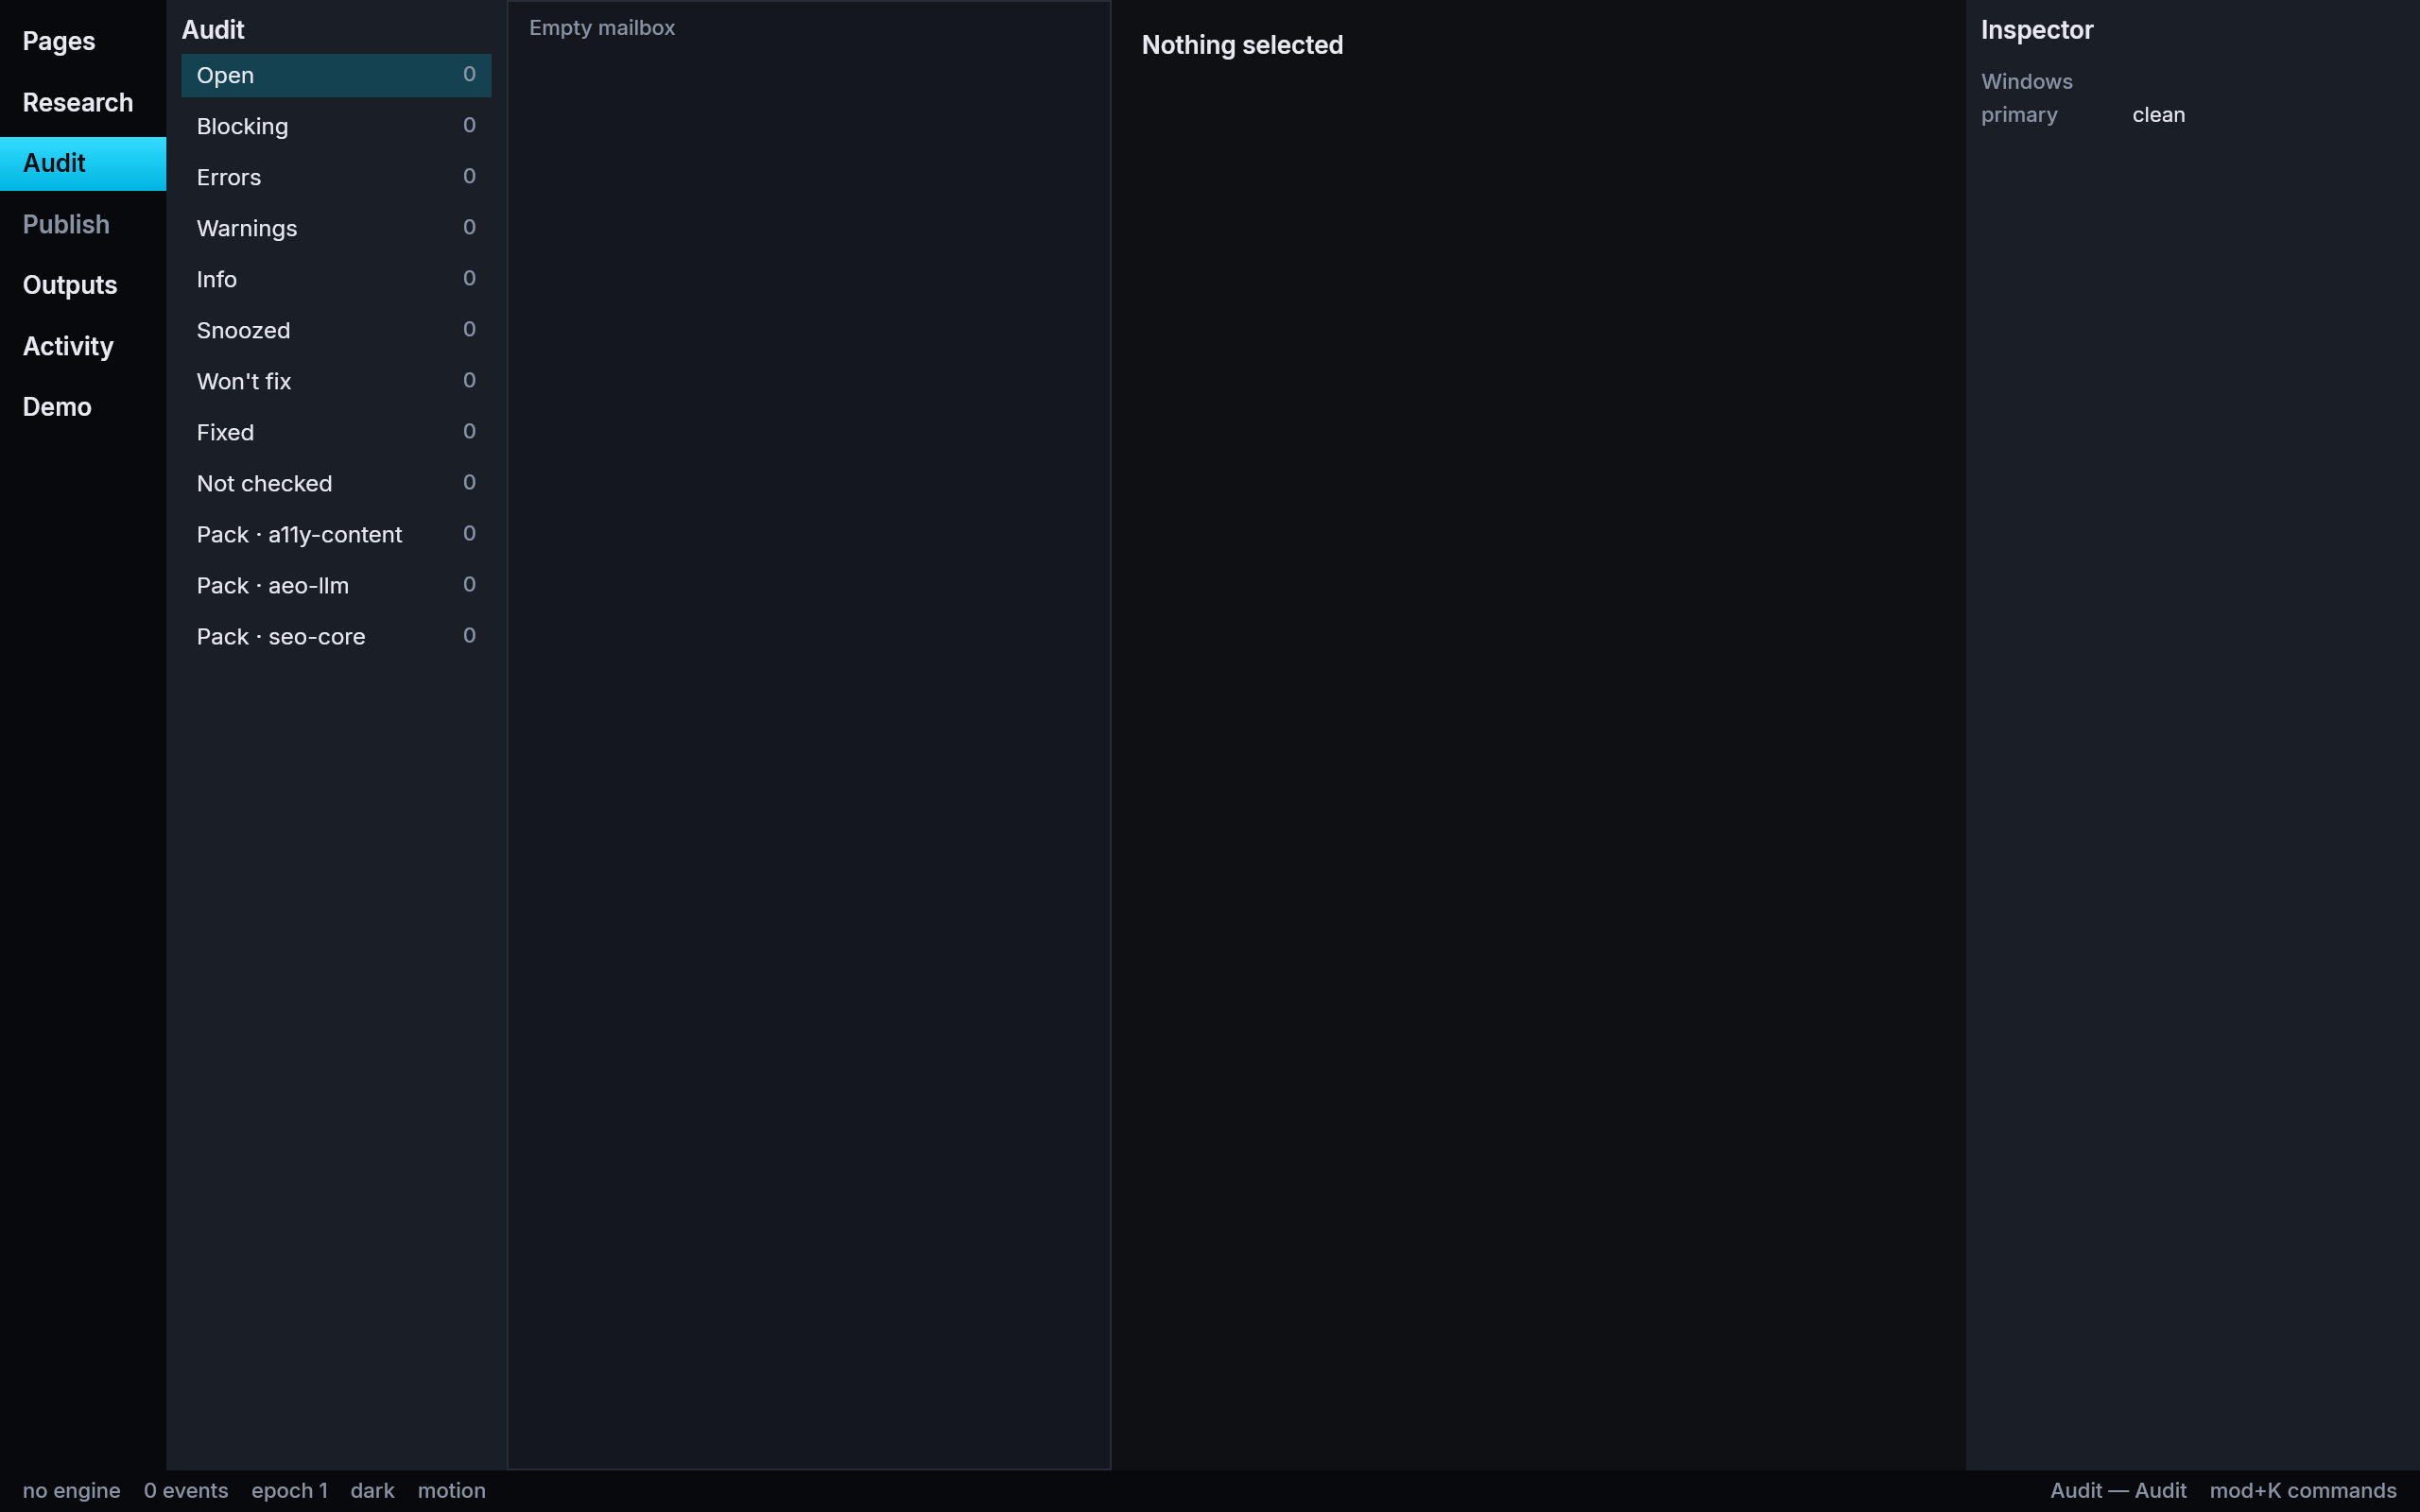 Pages
Research
Audit
Publish
Outputs
Activity
Demo
Audit
Open 0
Blocking 0
Errors 0
Warnings 0
Info 0
Snoozed 0
Won't fix 0
Fixed 0
Not checked 0
Pack · a11y-content 0
Pack · aeo-llm 0
Pack · seo-core 0
Empty mailbox
Nothing selected
Inspector
Windows
primary clean
no engine 0 events epoch 1 dark motion
Audit — Audit mod+K commands